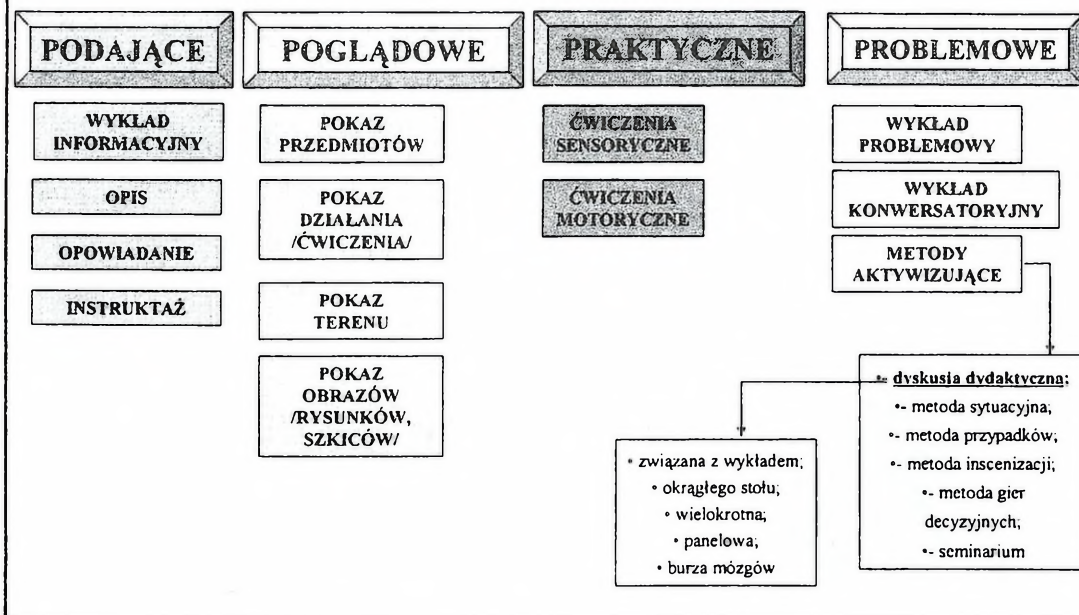 PODAJĄCE
WYKŁAD
INFORMACYJNY
OPIS
OPOWIADANIE
INSTRUKTAŻ
POGLĄDOWE
POKAZ
PRZEDMIOTÓW
POKAZ
DZIAŁANIA
/ĆWICZENIA/
POKAZ
TERENU
POKAZ
OBRAZÓW
/RYSUNKÓW,
SZKICÓW/
PRAKTYCZNE
ĆWICZENIA
SENSORYCZNE
ĆWICZENIA
MOTORYCZNE
PROBLEMOWE
WYKŁAD
PROBLEMOWY
WYKŁAD
KONWERSATORYJNY
METODY
AKTYWIZUJĄCE
•- dyskusja dydaktyczna;
•- metoda sytuacyjna;
•- metoda przypadków;
•- metoda inscenizacji;
•- metoda gier
decyzyjnych;
•- seminarium
• związana z wykładem;
• okrągłego stołu;
• wielokrotna;
• panelowa;
• burza mózgów